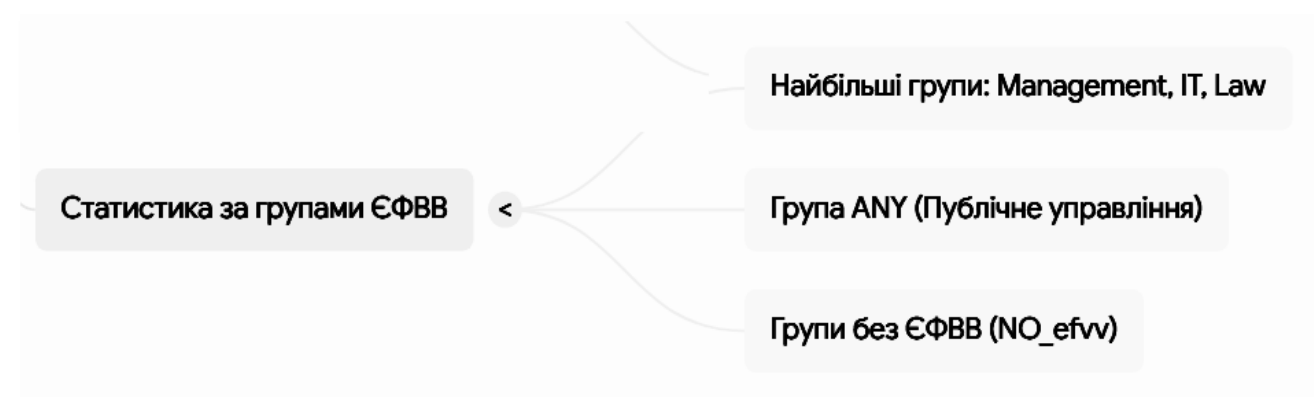 Найбільші групи: Management, IT, Law
Статистика за групами ЄФВВ
<
Група ANY (Публічне управління)
Групи без ЄФВВ (NO_efvv)